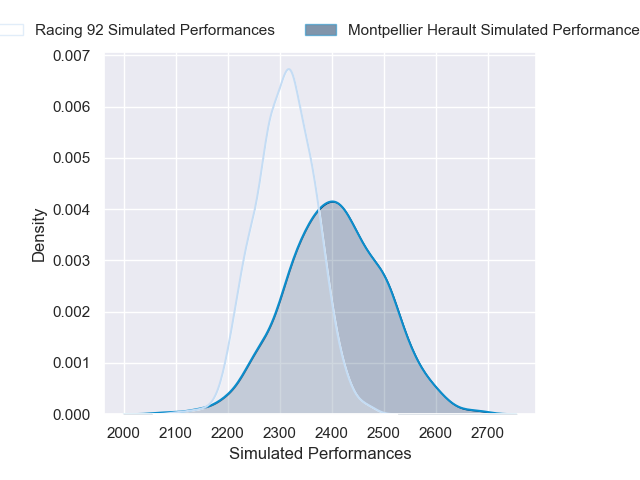 Racing 92 Simulated Performances
Montpellier Herault Simulated Performance
0.007
0.006
0.005
0.004
0.003
0.002
0.001
0.000
Density
2000 2100 2200 2300 2400 2500 2600 2700
Simulated Performances